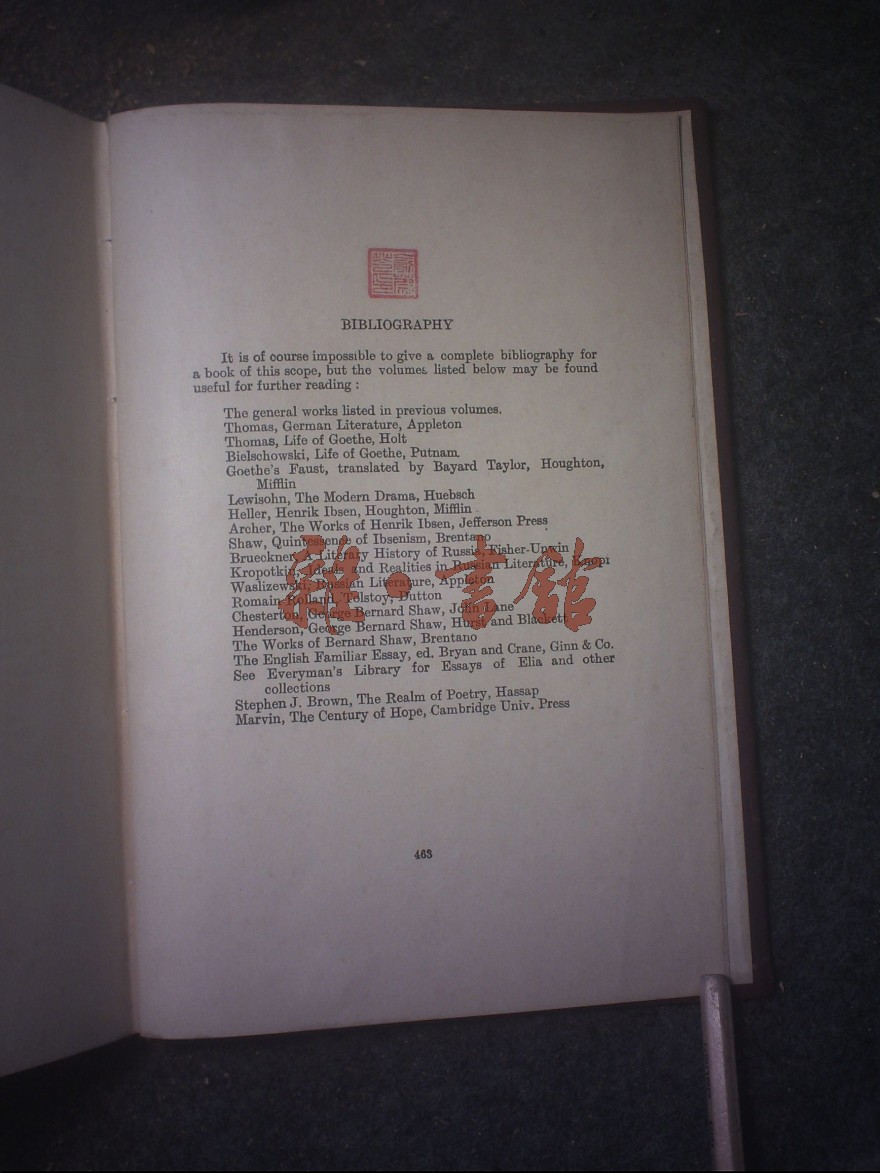 BIBLIOGRAPHY
It is of course impossible to give a complete bibliography for
a book of this scope, but the volumes listed below may be found
useful for further reading :
The general works listed in previous volumes.
Thomas, German Literature, Appleton
Thomas, Life of Goethe, Holt
Bielschowski, Life of Goethe, Putnam.
Goethe's Faust, translated by Bayard Taylor, Houghton,
Mifflin
Lewisohn, The Modern Drama, Huebsch
Heller, Henrik Ibsen, Houghton, Mifflin
Archer, The Works of Henrik Ibsen, Jefferson Press
Shaw, Quintessence of Ibsenism, Brentano
Brueckner, A Literary History of Russia, Fisher-Unwin
Kropotkin, Ideals and Realities in Russian Literature, Knopf
Waslizewski, Russian Literature, Appleton
Romain Rolland, Tolstoy, Dutton
Chesterton, George Bernard Shaw, John Lane
Henderson, George Bernard Shaw, Hurst and Blackett
The Works of Bernard Shaw, Brentano
The English Familiar Essay, ed. Bryan and Crane, Ginn & Co.
See Everyman's Library for Essays of Elia and other
collections
Stephen J. Brown, The Realm of Poetry, Hassap
Marvin, The Century of Hope, Cambridge Univ. Press
雜·書館
463